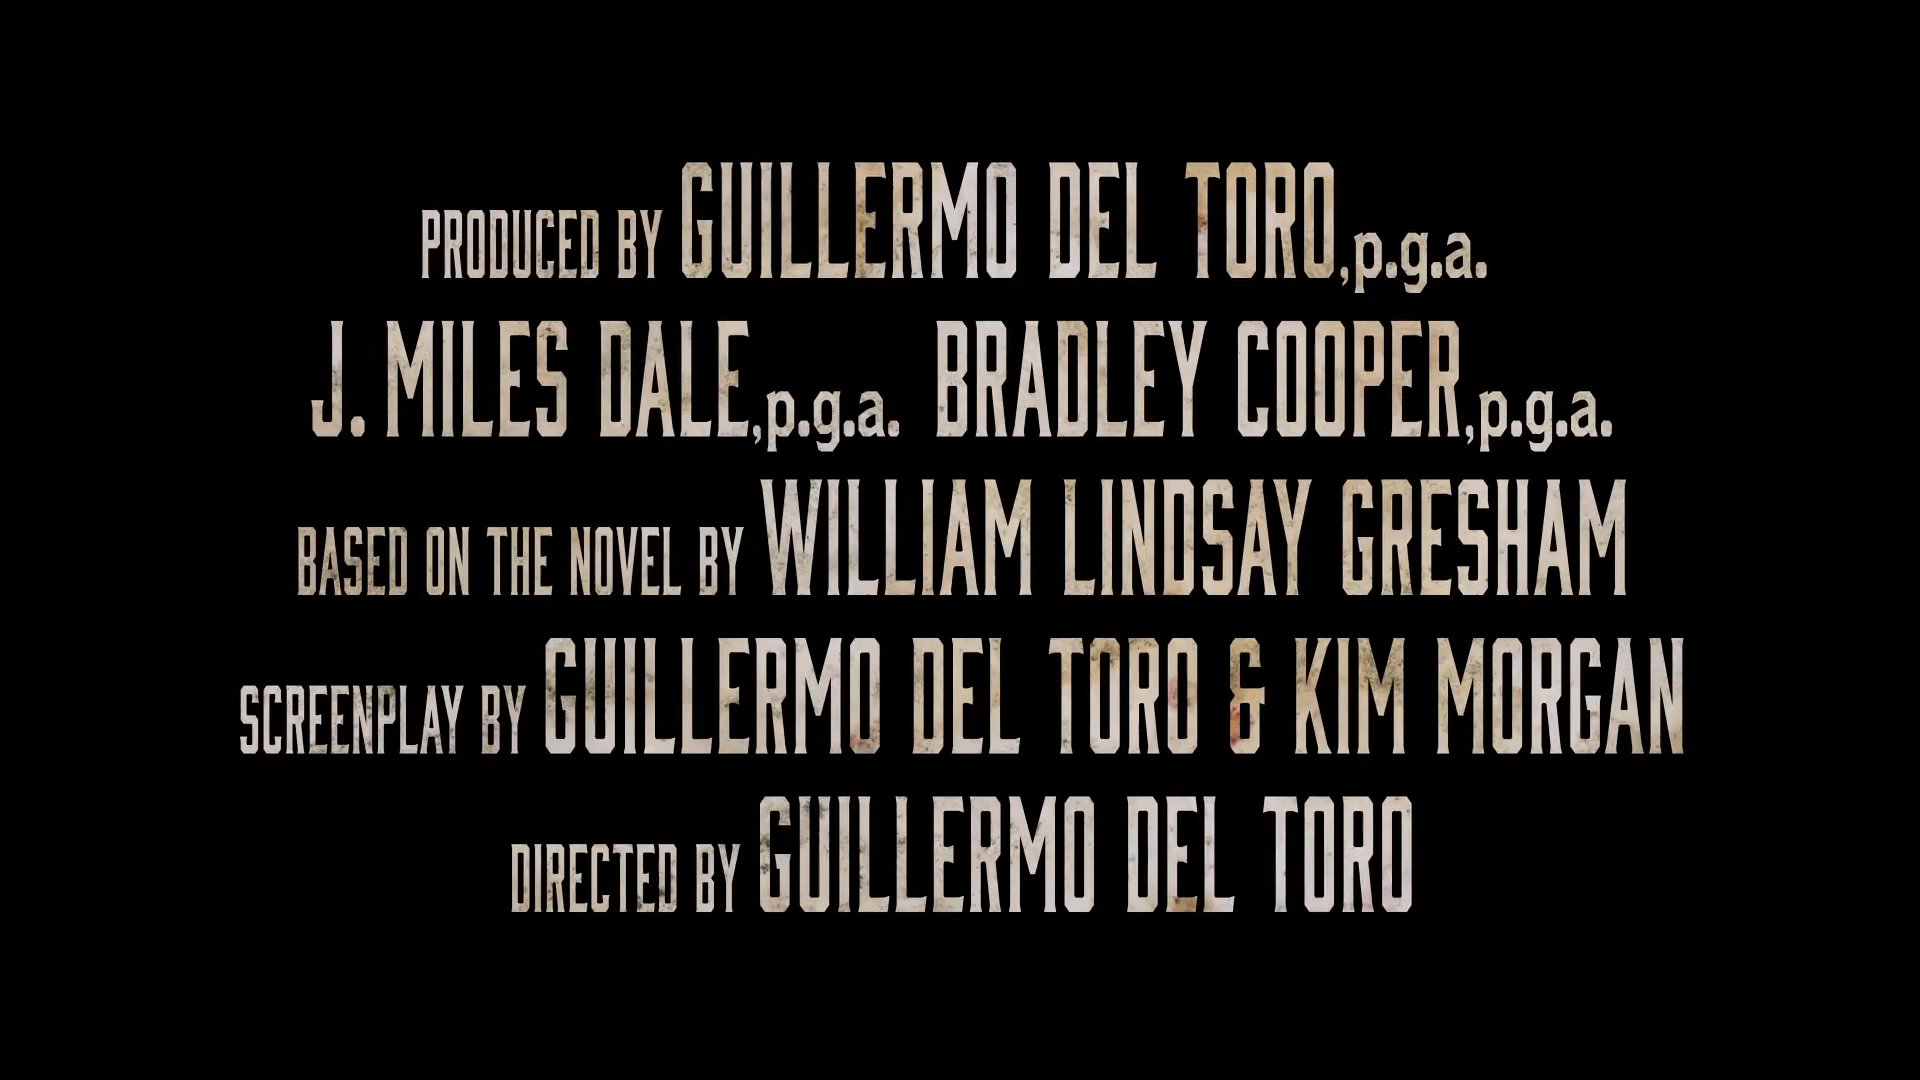 PRODUCED BY GUILLERMO DEL TORO, p.g.a.
J. MILES DALE, p.g.a. BRADLEY COOPER, p.g.a.
BASED ON THE NOVEL BY WILLIAM LINDSAY GRESHAM
SCREENPLAY BY GUILLERMO DEL TORO & KIM MORGAN
DIRECTED BY GUILLERMO DEL TORO